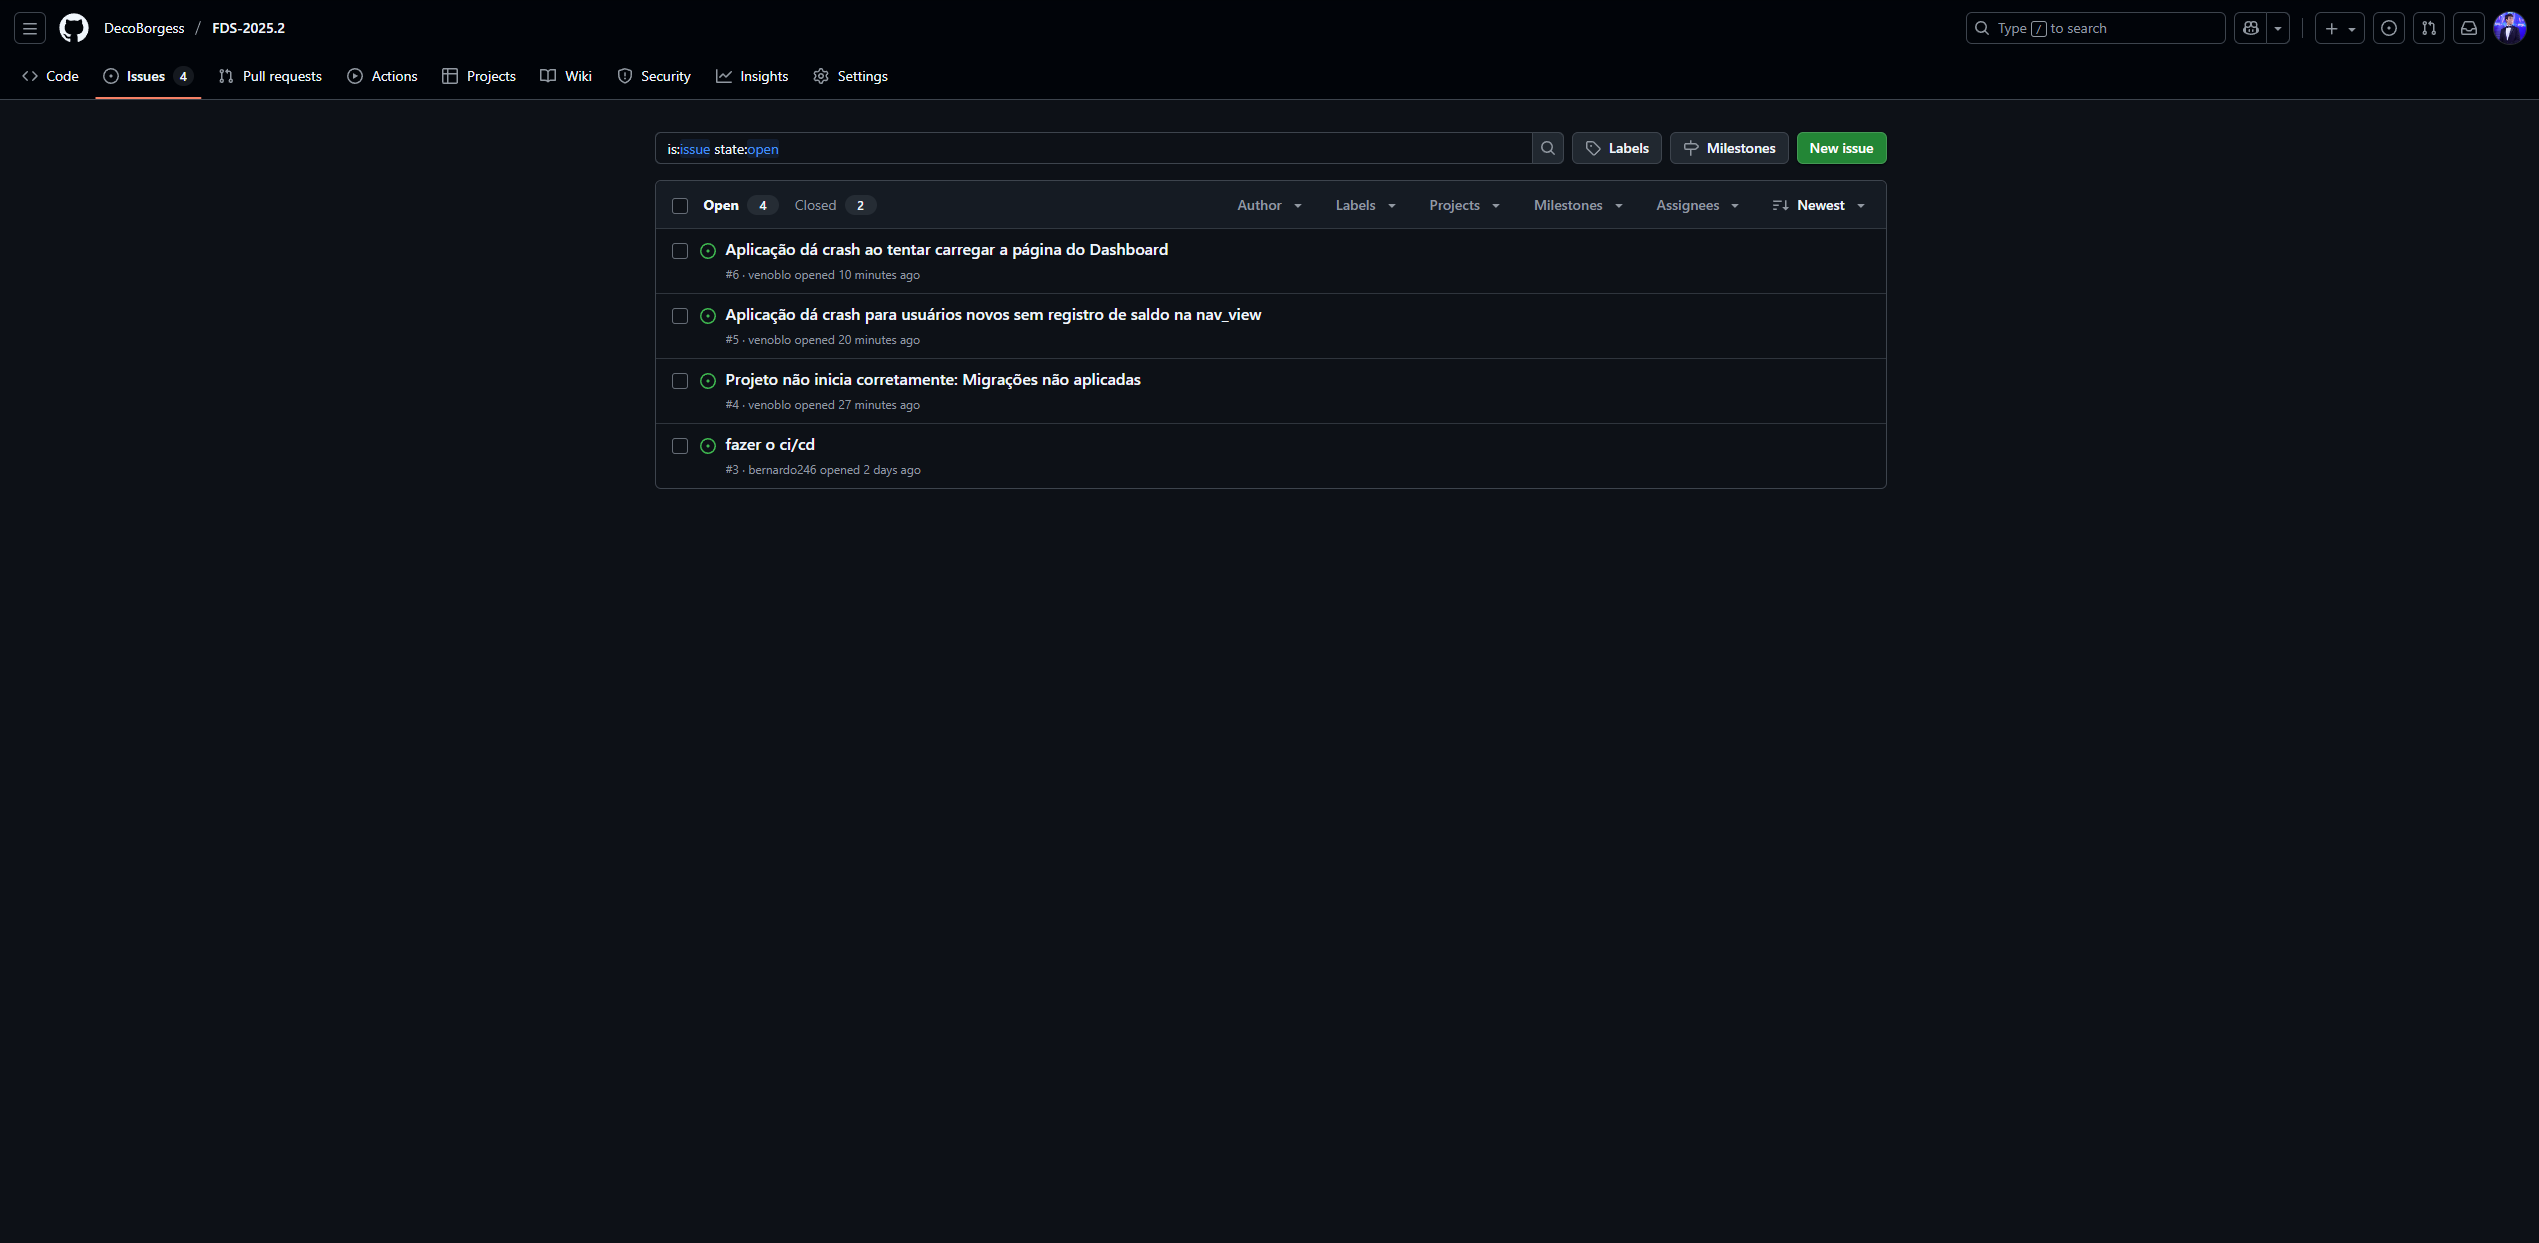 DecoBorgess / FDS-2025.2
Type / to search
Code
Issues 4
Pull requests
Actions
Projects
Wiki
Security
Insights
Settings
is:issue state:open
Labels
Milestones
New issue
Open 4
Closed 2
Author
Labels
Projects
Milestones
Assignees
Newest
Aplicação dá crash ao tentar carregar a página do Dashboard
#6 · venoblo opened 10 minutes ago
Aplicação dá crash para usuários novos sem registro de saldo na nav_view
#5 · venoblo opened 20 minutes ago
Projeto não inicia corretamente: Migrações não aplicadas
#4 · venoblo opened 27 minutes ago
fazer o ci/cd
#3 · bernardo246 opened 2 days ago